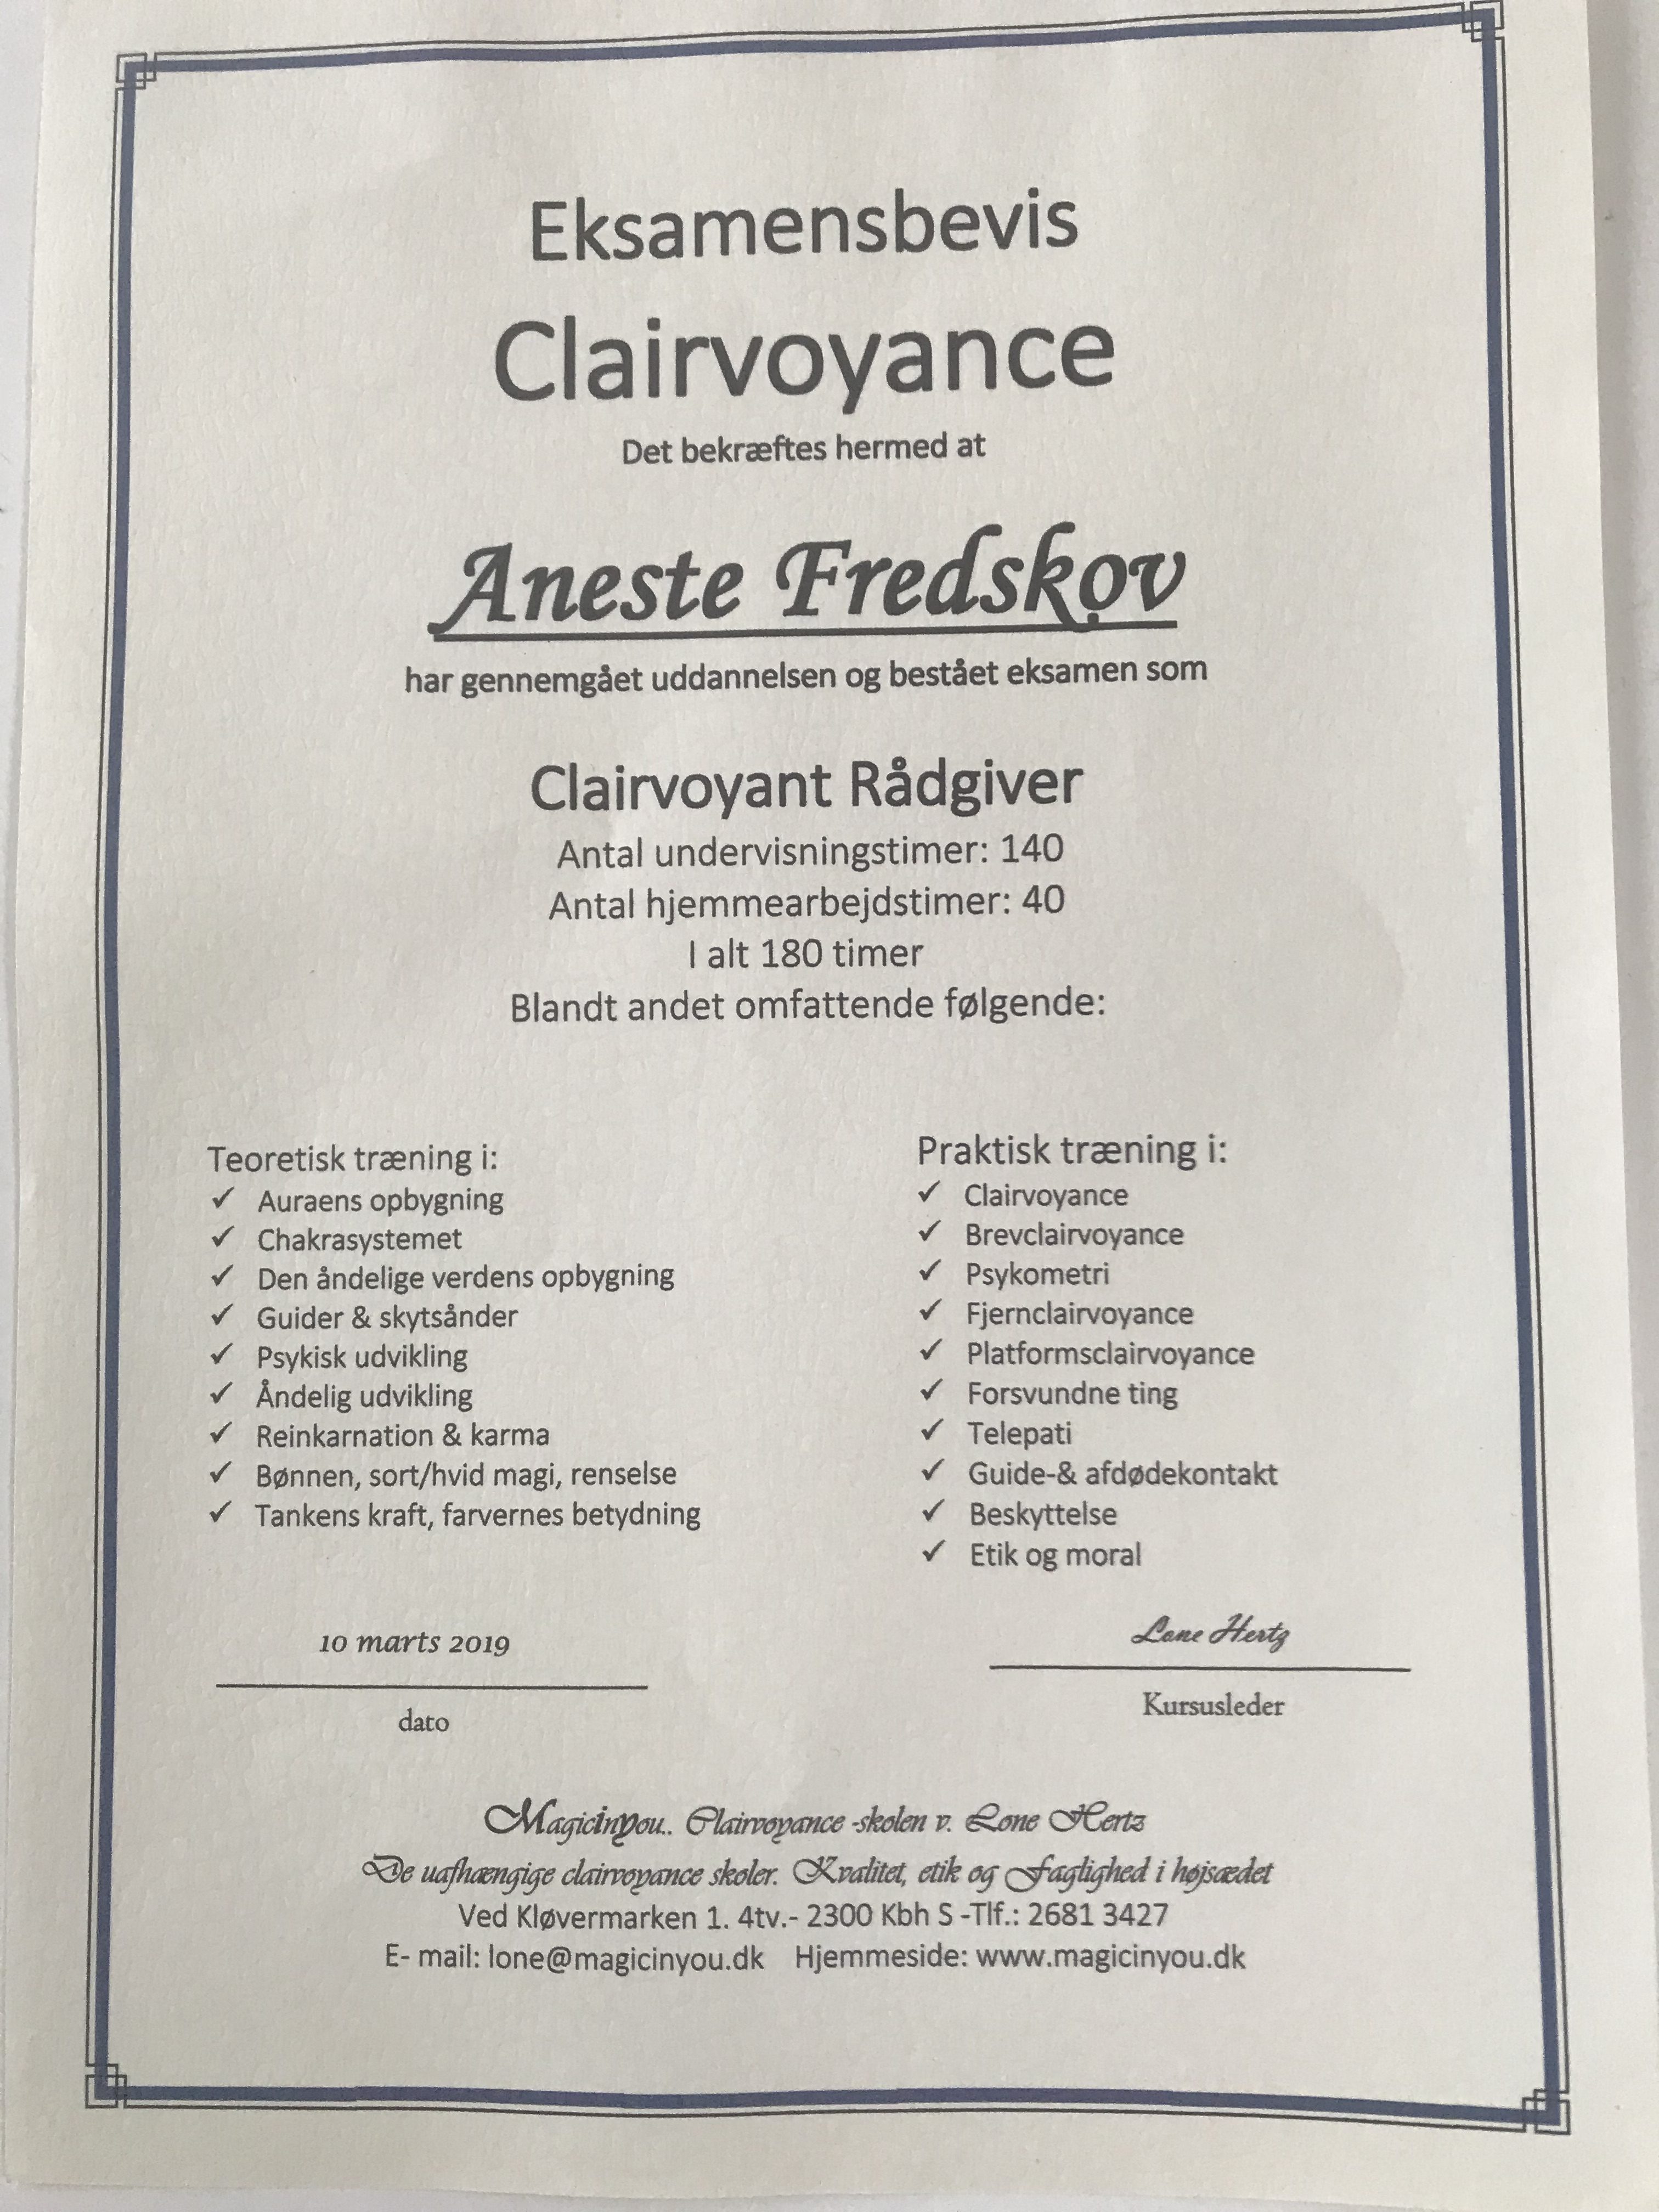 Eksamensbevis
Clairvoyance
Det bekræftes hermed at
Aneste Fredskov
har gennemgået uddannelsen og bestået eksamen som
Clairvoyant Rådgiver
Antal undervisningstimer: 140
Antal hjemmearbejdstimer: 40
I alt 180 timer
Blandt andet omfattende følgende:
Teoretisk træning i:
✓ Auraens opbygning
✓ Chakrasystemet
✓ Den åndelige verdens opbygning
✓ Guider & skytsånder
✓ Psykisk udvikling
✓ Åndelig udvikling
✓ Reinkarnation & karma
✓ Bønnen, sort/hvid magi, renselse
✓ Tankens kraft, farvernes betydning
Praktisk træning i:
✓ Clairvoyance
✓ Brevclairvoyance
✓ Psykometri
✓ Fjernclairvoyance
✓ Platformsclairvoyance
✓ Forsvundne ting
✓ Telepati
✓ Guide-& afdødekontakt
✓ Beskyttelse
✓ Etik og moral
10 marts 2019
dato
Lone Hertz
Kursusleder
Magicinyou.. Clairvoyance -skolen v. Lone Hertz
De uafhængige clairvoyance skoler. Kvalitet, etik og Faglighed i højsædet
Ved Kløvermarken 1. 4tv.- 2300 Kbh S -Tlf.: 2681 3427
E- mail: lone@magicinyou.dk Hjemmeside: www.magicinyou.dk